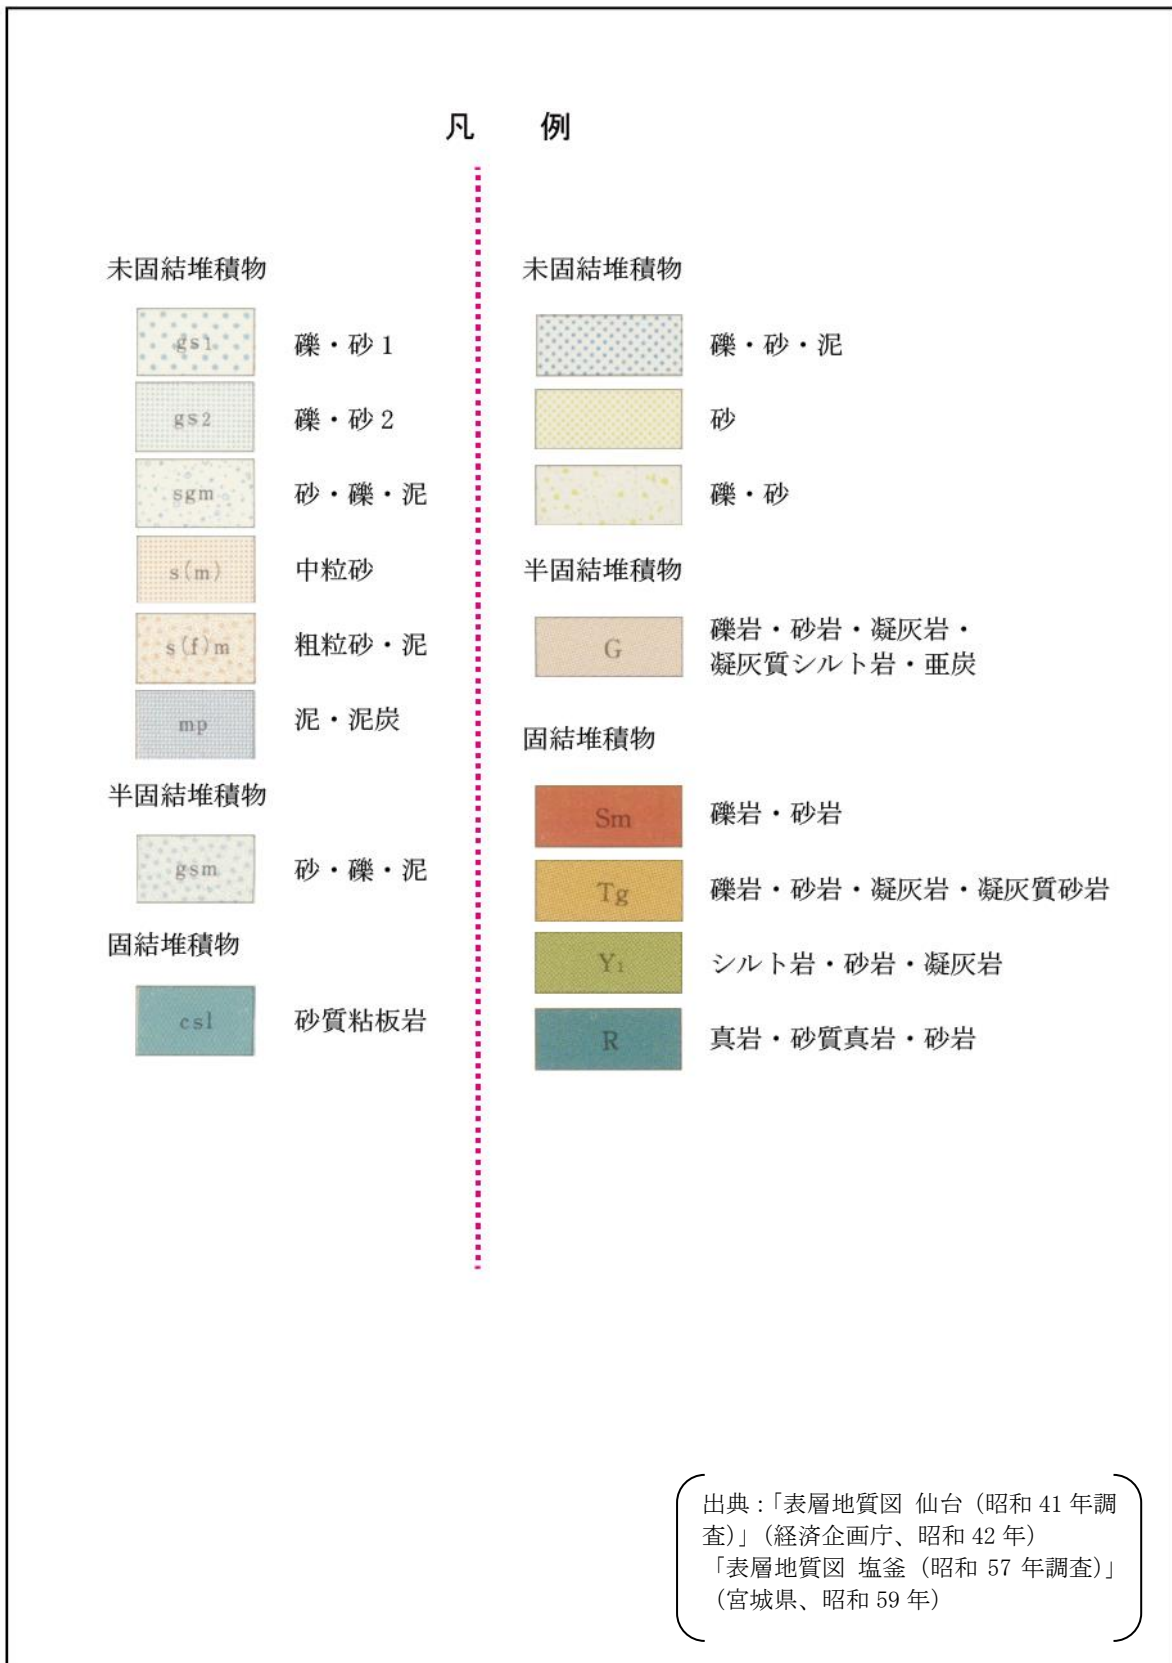 凡 例
未固結堆積物
gs1 礫・砂1
gs2 礫・砂2
sgm 砂・礫・泥
s(m) 中粒砂
s(f)m 粗粒砂・泥
mp 泥・泥炭
半固結堆積物
gsm 砂・礫・泥
固結堆積物
csl 砂質粘板岩
未固結堆積物
礫・砂・泥
砂
礫・砂
半固結堆積物
G 礫岩・砂岩・凝灰岩・
凝灰質シルト岩・亜炭
固結堆積物
Sm 礫岩・砂岩
Tg 礫岩・砂岩・凝灰岩・凝灰質砂岩
Y1 シルト岩・砂岩・凝灰岩
R 真岩・砂質真岩・砂岩
出典：「表層地質図 仙台（昭和 41 年調
査）」（経済企画庁、昭和 42 年）
「表層地質図 塩釜（昭和 57 年調査）」
（宮城県、昭和 59 年）